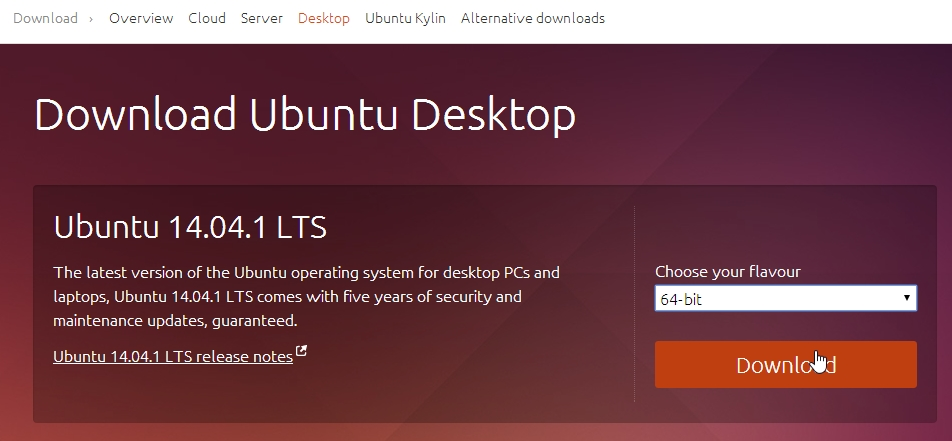 Download › Overview Cloud Server Desktop Ubuntu Kylin Alternative downloads
Download Ubuntu Desktop
Ubuntu 14.04.1 LTS
The latest version of the Ubuntu operating system for desktop PCs and
laptops, Ubuntu 14.04.1 LTS comes with five years of security and
maintenance updates, guaranteed.
Ubuntu 14.04.1 LTS release notes
Choose your flavour
64-bit
Download